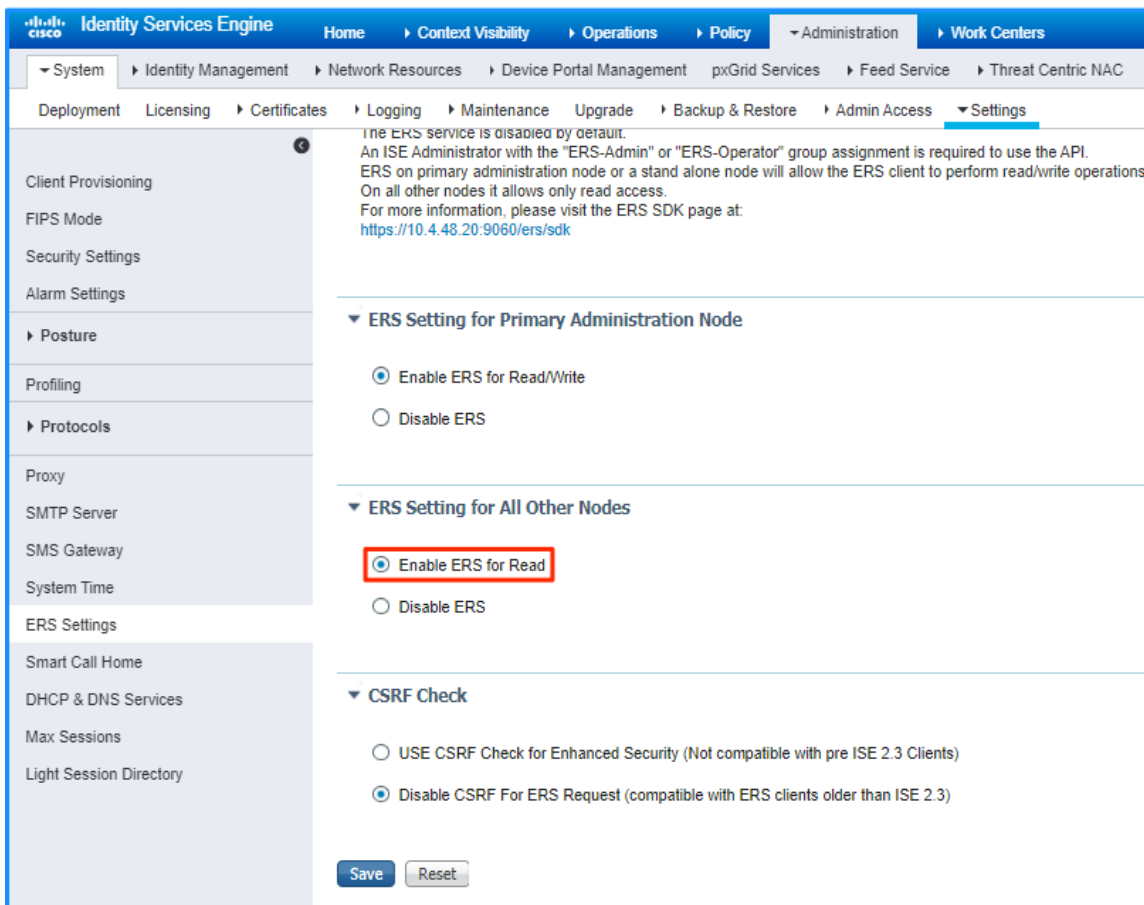 cisco Identity Services Engine Home Context Visibility Operations Policy Administration Work Centers
System Identity Management Network Resources Device Portal Management pxGrid Services Feed Service Threat Centric NAC
Deployment Licensing Certificates Logging Maintenance Upgrade Backup & Restore Admin Access Settings
Client Provisioning
FIPS Mode
Security Settings
Alarm Settings
Posture
Profiling
Protocols
Proxy
SMTP Server
SMS Gateway
System Time
ERS Settings
Smart Call Home
DHCP & DNS Services
Max Sessions
Light Session Directory
The ERS service is disabled by default.
An ISE Administrator with the "ERS-Admin" or "ERS-Operator" group assignment is required to use the API.
ERS on primary administration node or a stand alone node will allow the ERS client to perform read/write operations
On all other nodes it allows only read access.
For more information, please visit the ERS SDK page at:
https://10.4.48.20:9060/ers/sdk
ERS Setting for Primary Administration Node
Enable ERS for Read/Write
Disable ERS
ERS Setting for All Other Nodes
Enable ERS for Read
Disable ERS
CSRF Check
USE CSRF Check for Enhanced Security (Not compatible with pre ISE 2.3 Clients)
Disable CSRF For ERS Request (compatible with ERS clients older than ISE 2.3)
Save Reset